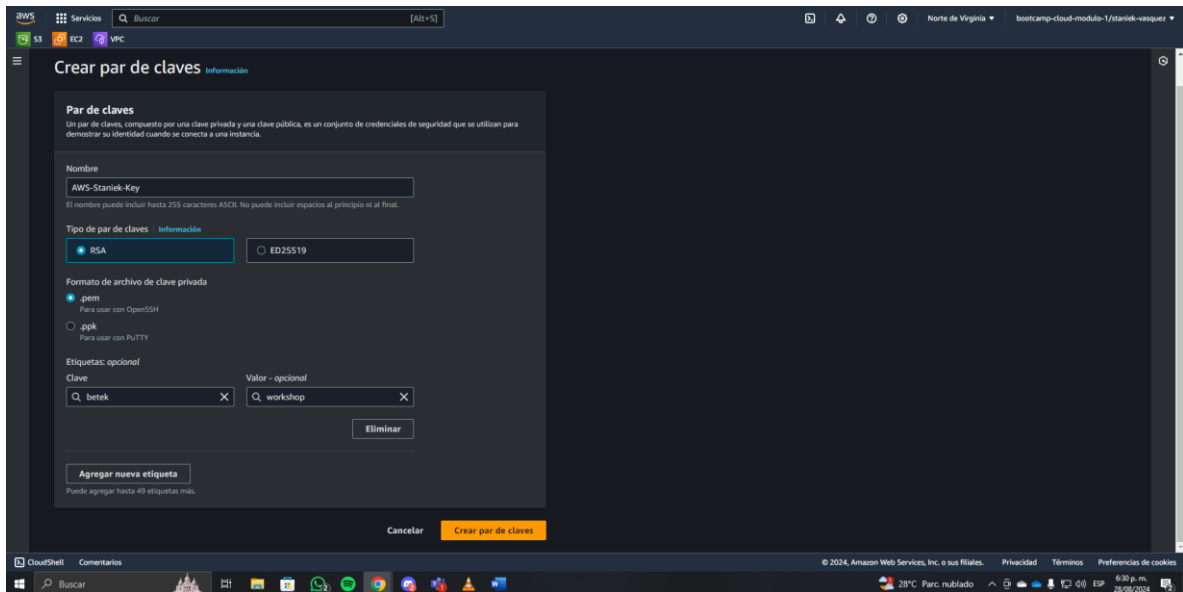 aws
Servicios
Buscar
[Alt+S]
Norte de Virginia
bootcamp-cloud-modulo-1/staniek-vasquez
S3 EC2 VPC
Crear par de claves Información
Par de claves
Un par de claves, compuesto por una clave privada y una clave pública, es un conjunto de credenciales de seguridad que se utilizan para
demostrar su identidad cuando se conecta a una instancia.
Nombre
AWS-Staniek-Key
El nombre puede incluir hasta 255 caracteres ASCII. No puede incluir espacios al principio ni al final.
Tipo de par de claves Información
RSA
ED25519
Formato de archivo de clave privada
.pem
Para usar con OpenSSH
.ppk
Para usar con PuTTY
Etiquetas: opcional
Clave
Valor - opcional
betek
workshop
Eliminar
Agregar nueva etiqueta
Puede agregar hasta 49 etiquetas más.
Cancelar
Crear par de claves
CloudShell Comentarios
© 2024, Amazon Web Services, Inc. o sus filiales. Privacidad Términos Preferencias de cookies
Buscar
28°C Parc. nublado
ESP
6:30 p. m.
28/08/2024